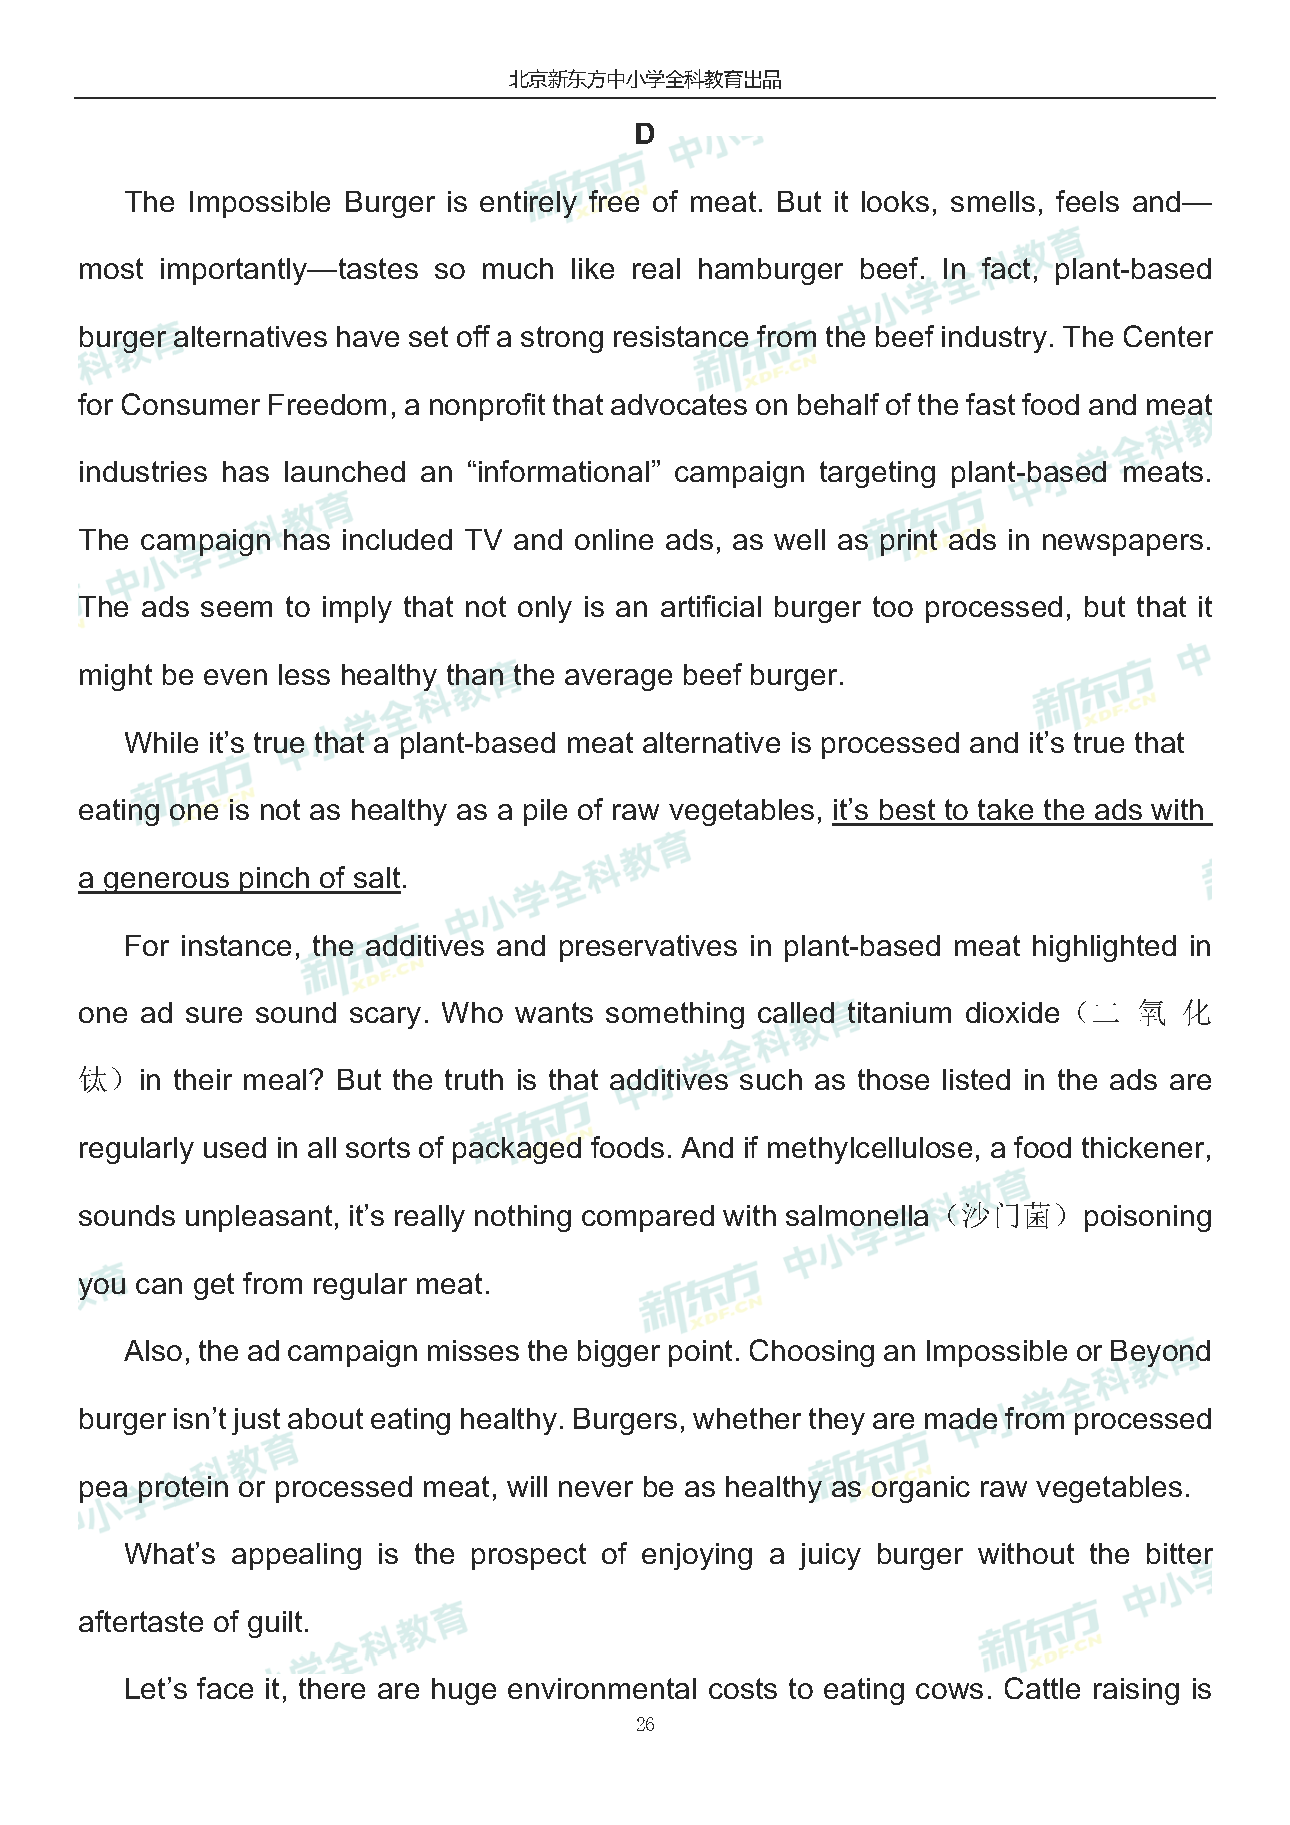 北京新东方中小学全科教育出品
D
The Impossible Burger is entirely free of meat. But it looks, smells, feels and—
most importantly—tastes so much like real hamburger beef. In fact, plant-based
burger alternatives have set off a strong resistance from the beef industry. The Center
for Consumer Freedom, a nonprofit that advocates on behalf of the fast food and meat
industries has launched an “informational” campaign targeting plant-based meats.
The campaign has included TV and online ads, as well as print ads in newspapers.
The ads seem to imply that not only is an artificial burger too processed, but that it
might be even less healthy than the average beef burger.
While it’s true that a plant-based meat alternative is processed and it’s true that
eating one is not as healthy as a pile of raw vegetables, it’s best to take the ads with
a generous pinch of salt.
For instance, the additives and preservatives in plant-based meat highlighted in
one ad sure sound scary. Who wants something called titanium dioxide（二 氧 化
钛）in their meal? But the truth is that additives such as those listed in the ads are
regularly used in all sorts of packaged foods. And if methylcellulose, a food thickener,
sounds unpleasant, it’s really nothing compared with salmonella（沙门菌）poisoning
you can get from regular meat.
Also, the ad campaign misses the bigger point. Choosing an Impossible or Beyond
burger isn’t just about eating healthy. Burgers, whether they are made from processed
pea protein or processed meat, will never be as healthy as organic raw vegetables.
What’s appealing is the prospect of enjoying a juicy burger without the bitter
aftertaste of guilt.
Let’s face it, there are huge environmental costs to eating cows. Cattle raising is
26